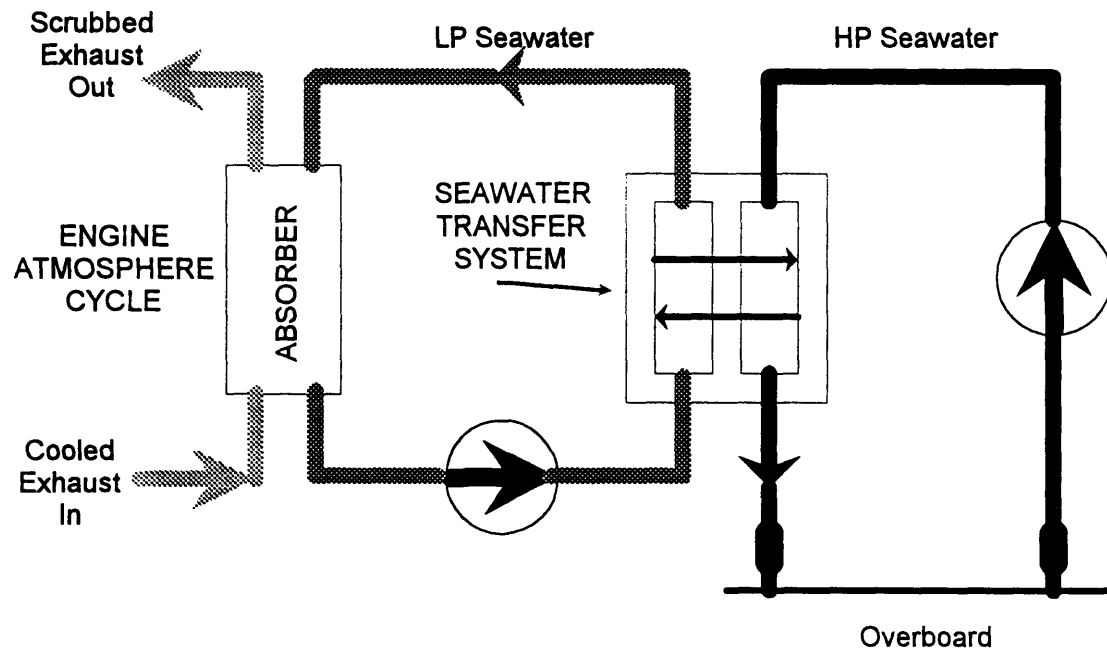 Scrubbed
Exhaust
Out
LP Seawater
HP Seawater
ENGINE
ATMOSPHERE
CYCLE
ABSORBER
SEAWATER
TRANSFER
SYSTEM
Cooled
Exhaust
In
Overboard